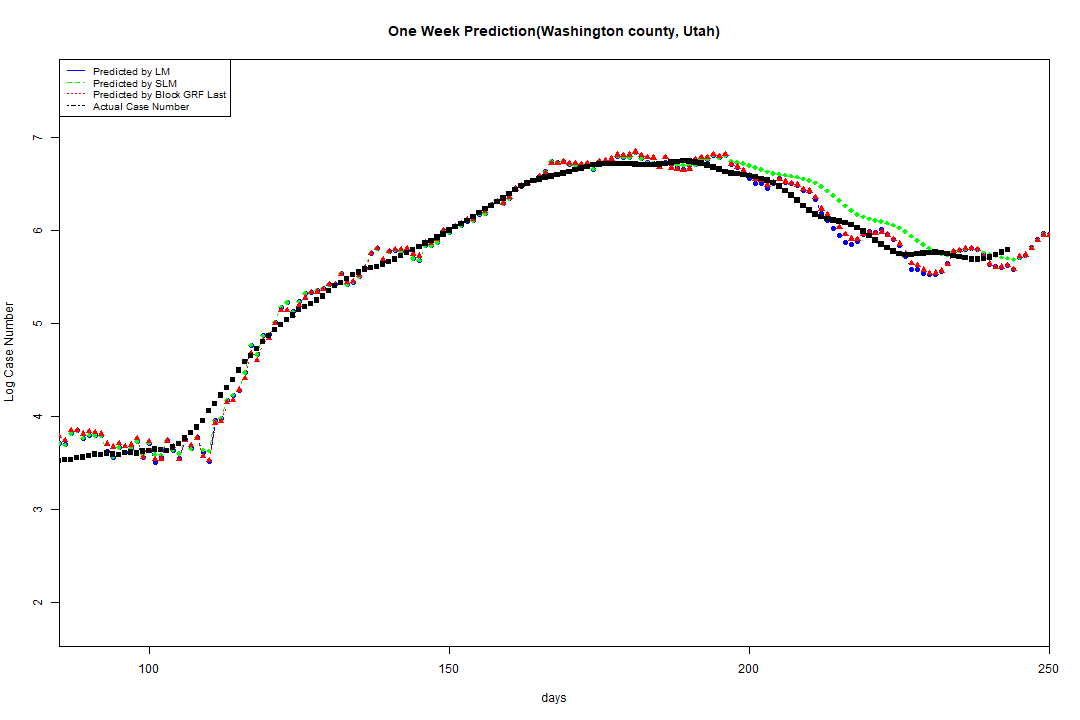 One Week Prediction(Washington county, Utah)
Predicted by LM
Predicted by SLM
Predicted by Block GRF Last
Actual Case Number
7
6
5
4
3
2
Log Case Number
100
150
200
250
days